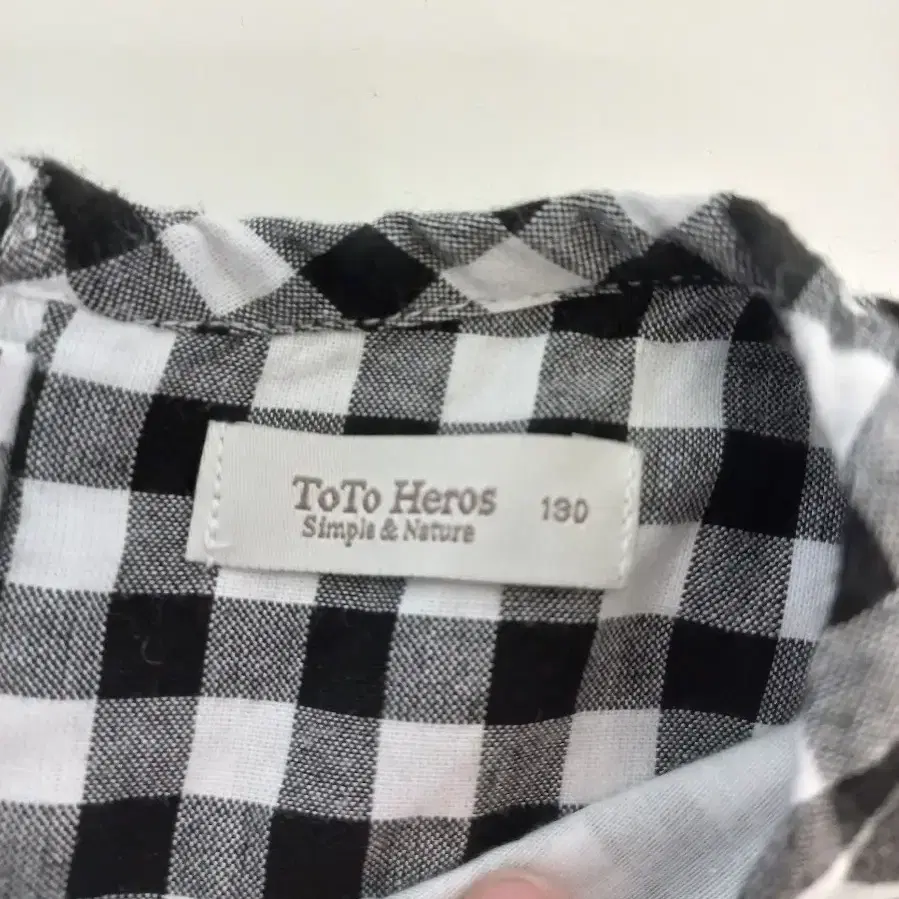 ToTo Heros 130
Simple & Nature